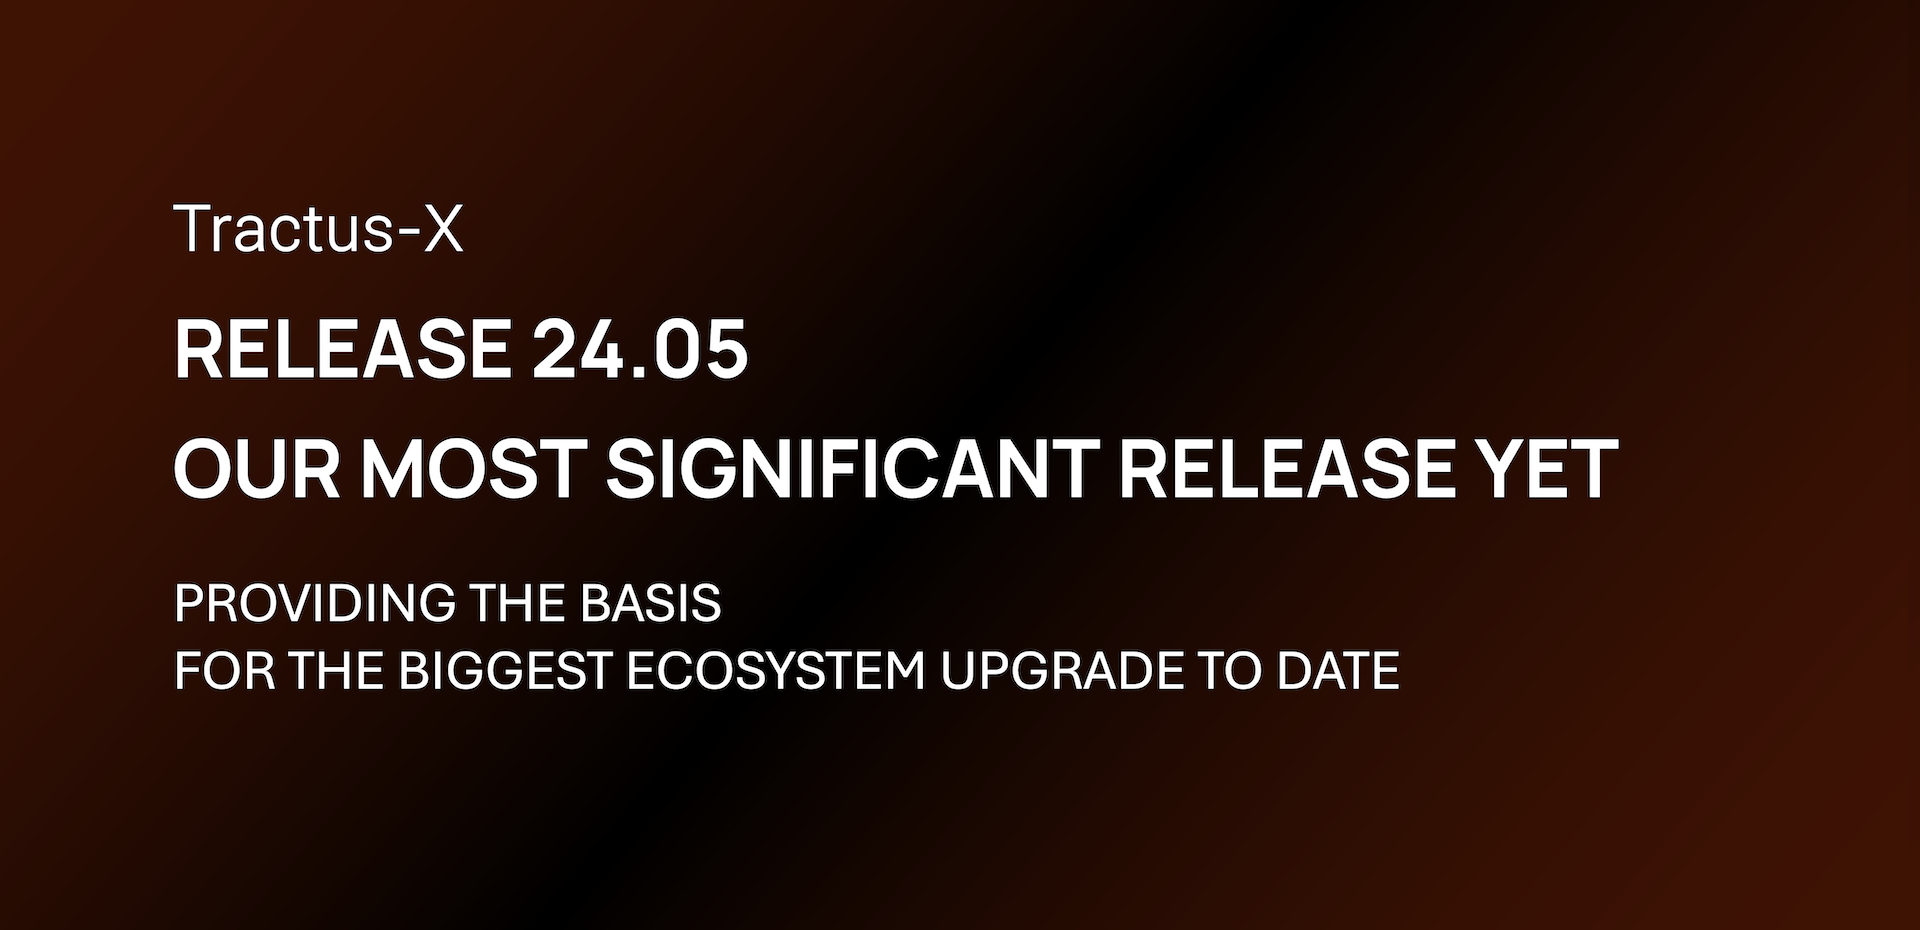 Tractus-X
RELEASE 24.05
OUR MOST SIGNIFICANT RELEASE YET
PROVIDING THE BASIS
FOR THE BIGGEST ECOSYSTEM UPGRADE TO DATE